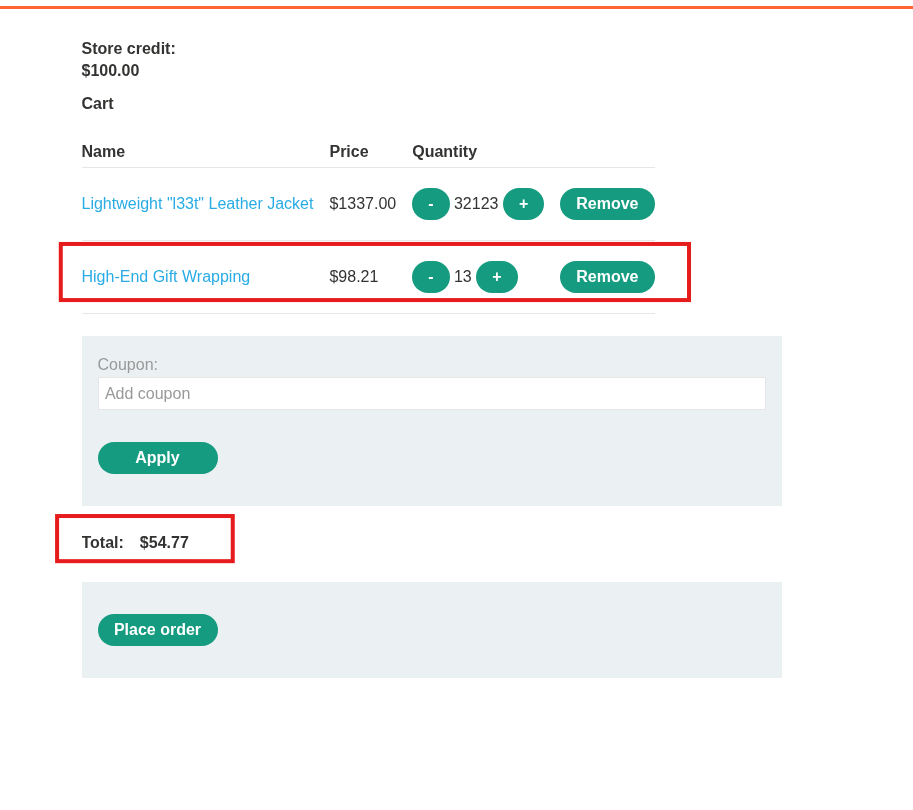 Store credit:
$100.00
Cart
Name Price Quantity
Lightweight "l33t" Leather Jacket $1337.00 - 32123 + Remove
High-End Gift Wrapping $98.21 - 13 + Remove
Coupon:
Add coupon
Apply
Total: $54.77
Place order